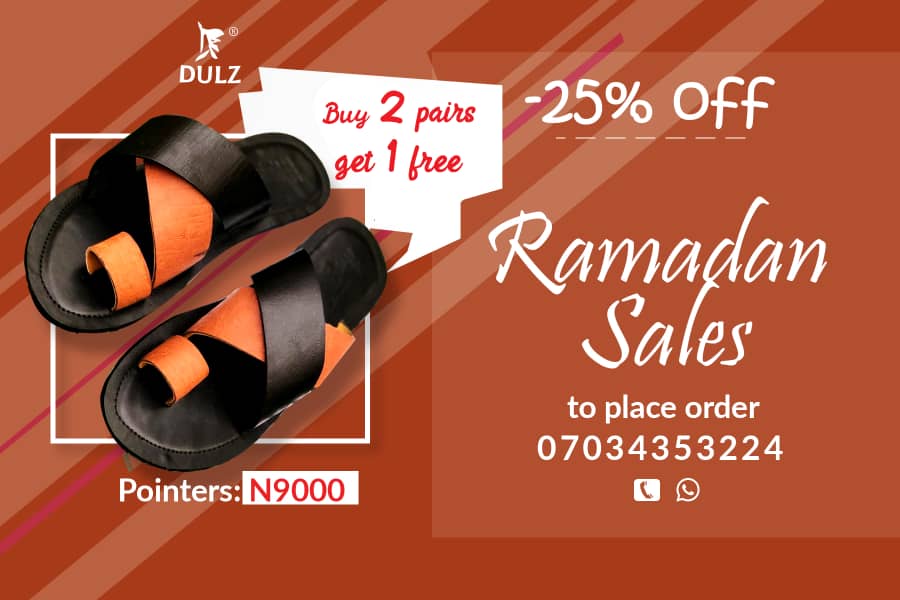 ®
DULZ
Buy 2 pairs
get 1 free
-25% Off
Ramadan
Sales
to place order
07034353224
Pointers: N9000